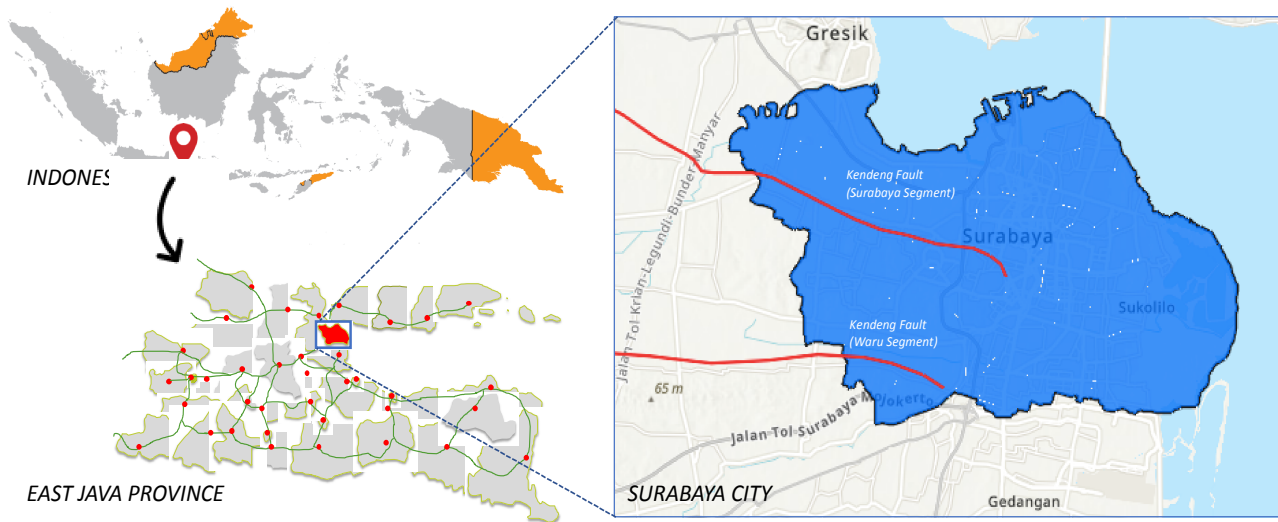 INDONES
EAST JAVA PROVINCE
Gresik
Jalan Tol Krian-Legundi-Bunder-Manyar
Kendeng Fault
(Surabaya Segment)
Surabaya
Sukolilo
Kendeng Fault
(Waru Segment)
65 m
Jalan Tol Surabaya Mojokerto
Gedangan
SURABAYA CITY